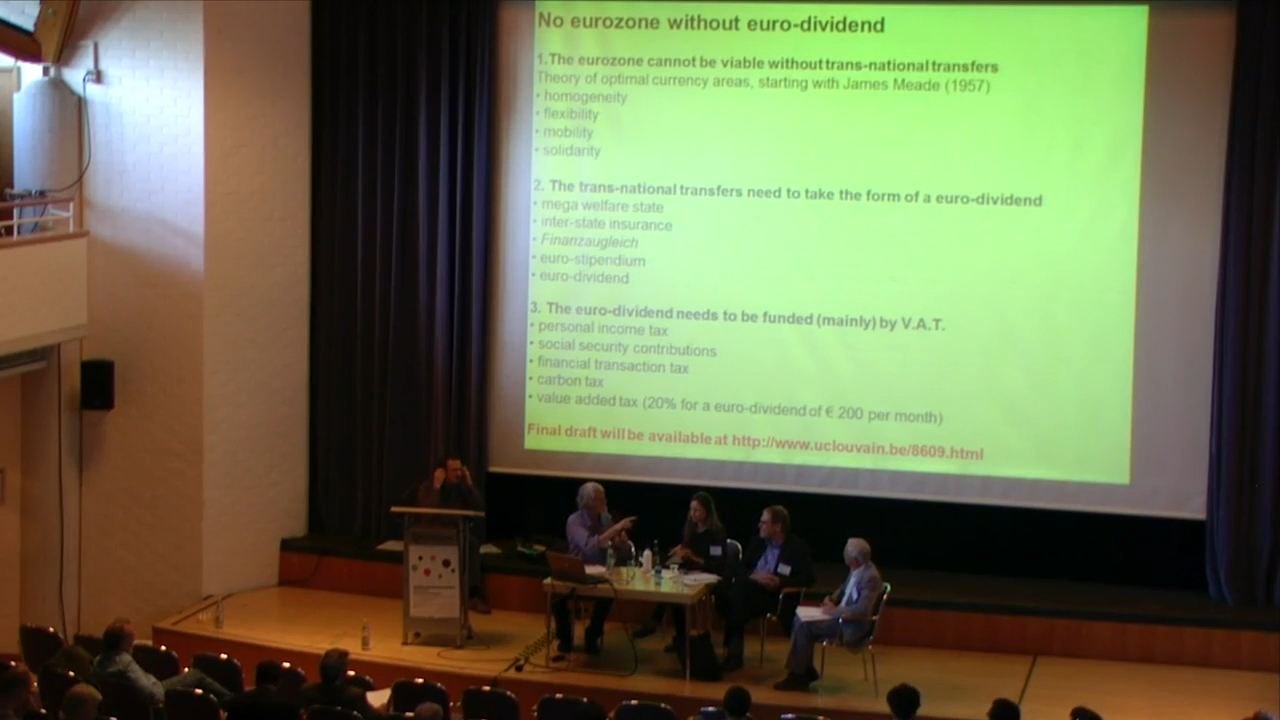 No eurozone without euro-dividend
1.The eurozone cannot be viable without trans-national transfers
Theory of optimal currency areas, starting with James Meade (1957)
• homogeneity
• flexibility
• mobility
• solidarity
2. The trans-national transfers need to take the form of a euro-dividend
• mega welfare state
• inter-state insurance
• Finanzaugleich
• euro-stipendium
• euro-dividend
3. The euro-dividend needs to be funded (mainly) by V.A.T.
• personal income tax
• social security contributions
• financial transaction tax
• carbon tax
• value added tax (20% for a euro-dividend of € 200 per month)
Final draft will be available at http://www.uclouvain.be/8609.html